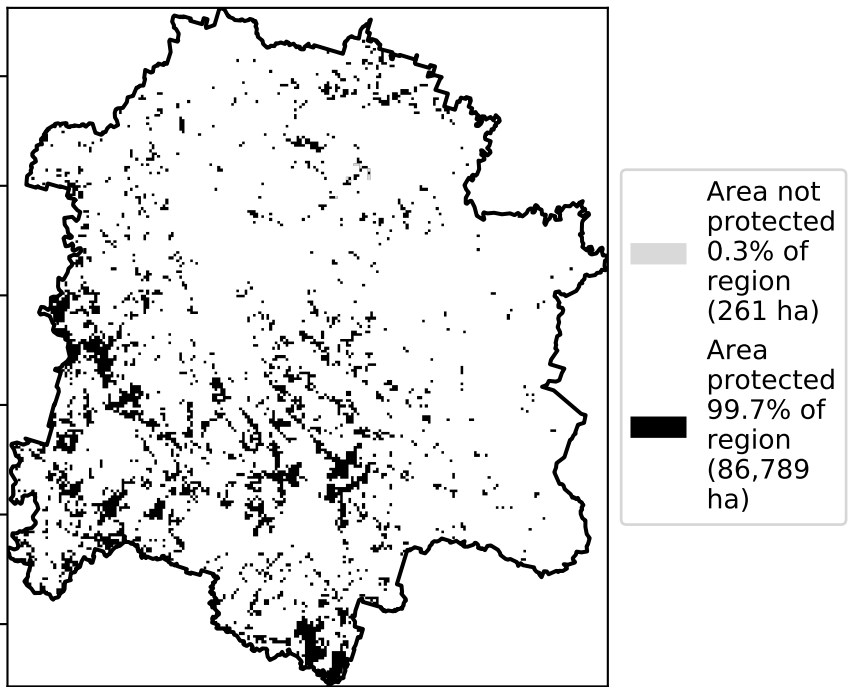 Area not
protected
0.3% of
region
(261 ha)
Area
protected
99.7% of
region
(86,789
ha)